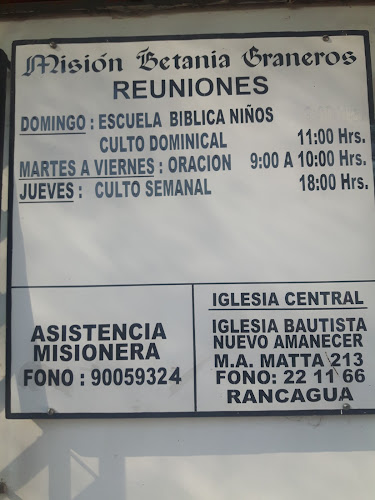 Misión Betania Graneros
REUNIONES
DOMINGO : ESCUELA BIBLICA NIÑOS
CULTO DOMINICAL 11:00 Hrs.
MARTES A VIERNES : ORACION 9:00 A 10:00 Hrs.
JUEVES : CULTO SEMANAL 18:00 Hrs.
ASISTENCIA
MISIONERA
FONO : 90059324
IGLESIA CENTRAL
IGLESIA BAUTISTA
NUEVO AMANECER
M.A. MATTA 213
FONO: 22 11 66
RANCAGUA